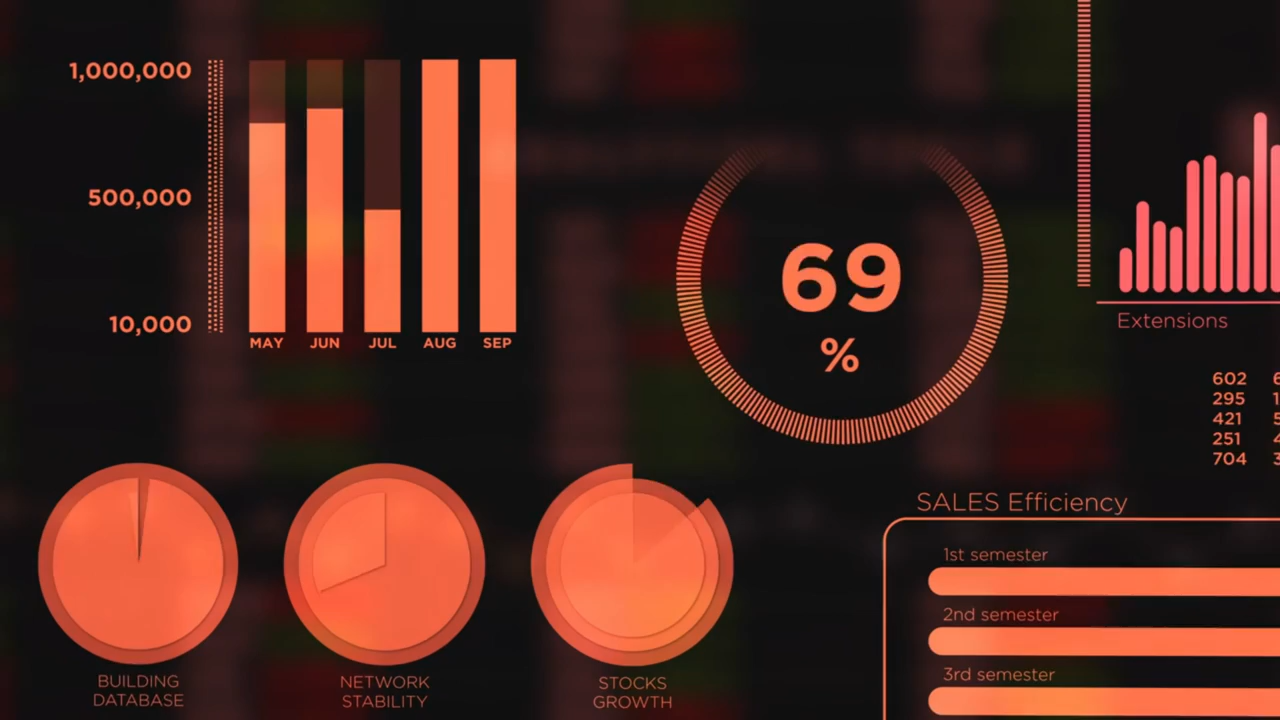 1,000,000
500,000
10,000
MAY JUN JUL AUG SEP
69
%
Extensions
602
295
421
251
704
SALES Efficiency
1st semester
2nd semester
3rd semester
BUILDING
DATABASE
NETWORK
STABILITY
STOCKS
GROWTH